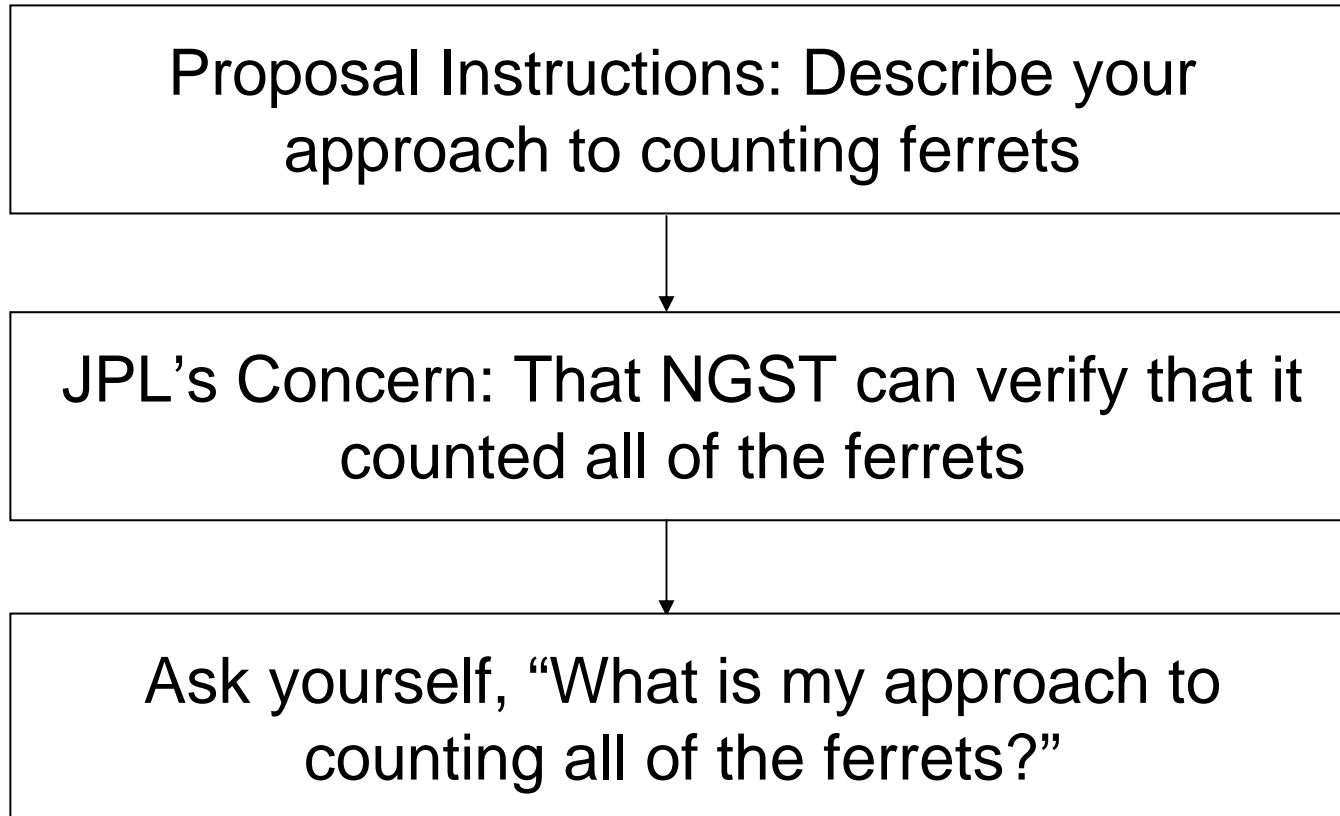 Proposal Instructions: Describe your
approach to counting ferrets
JPL’s Concern: That NGST can verify that it
counted all of the ferrets
Ask yourself, “What is my approach to
counting all of the ferrets?”